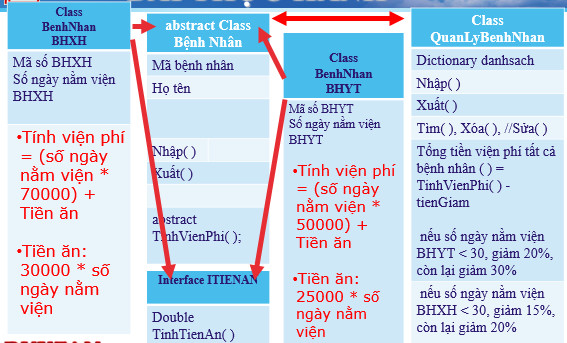 Class
BenhNhan
BHXH
Mã số BHXH
Số ngày nằm viện
BHXH
•Tính viện phí
= (số ngày
nằm viện *
70000) +
Tiền ăn
•Tiền ăn:
30000 * số
ngày nằm
viện
abstract Class
Bệnh Nhân
Mã bệnh nhân
Họ tên
Nhập( )
Xuất( )
abstract
TinhVienPhi( );
Interface ITIENAN
Double
TinhTienAn( )
Class
BenhNhan
BHYT
Mã số BHYT
Số ngày nằm viện
BHYT
•Tính viện phí
= (số ngày
nằm viện *
50000) +
Tiền ăn
•Tiền ăn:
25000 * số
ngày nằm
viện
Class
QuanLyBenhNhan
Dictionary danhsach
Nhập( )
Xuất( )
Tìm( ), Xóa( ), //Sửa( )
Tổng tiền viện phí tất cả
bệnh nhân ( ) =
TinhVienPhi( ) -
tienGiam
nếu số ngày nằm viện
BHYT < 30, giảm 20%,
còn lại giảm 30%
nếu số ngày nằm viện
BHXH < 30, giảm 15%,
còn lại giảm 20%